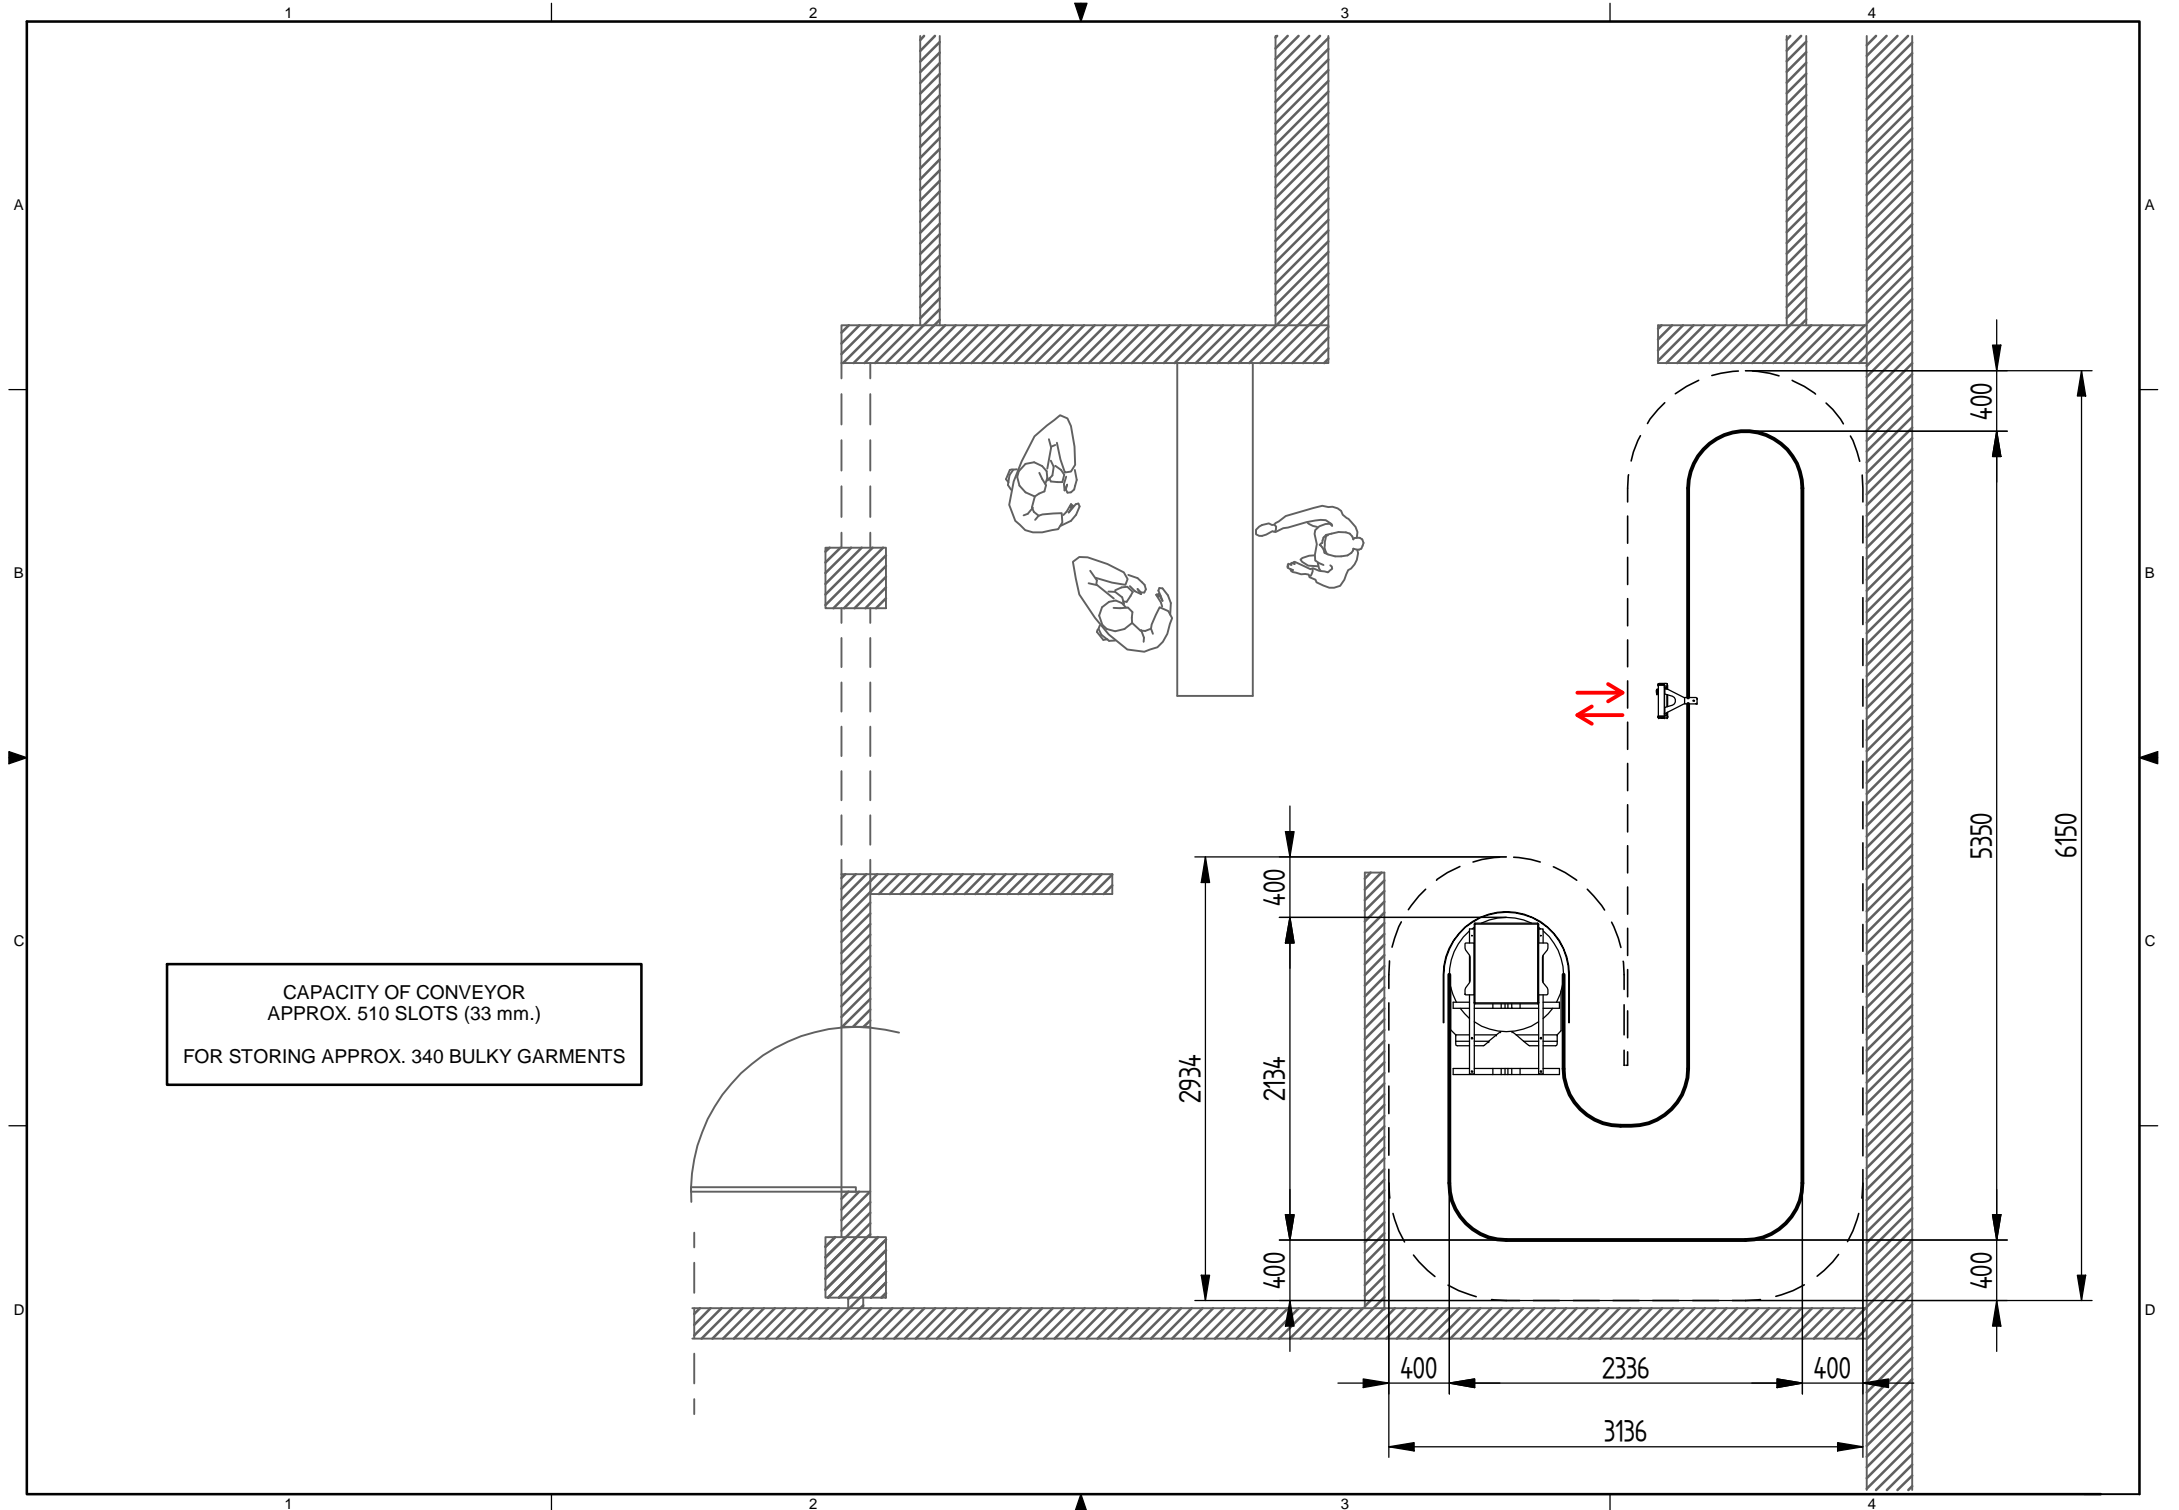 1 2 3 4
A A
400
B B
5350 6150
400
C C
CAPACITY OF CONVEYOR
APPROX. 510 SLOTS (33 mm.)
FOR STORING APPROX. 340 BULKY GARMENTS
2934 2134
400 400
D D
400 2336 400
3136
1 2 3 4